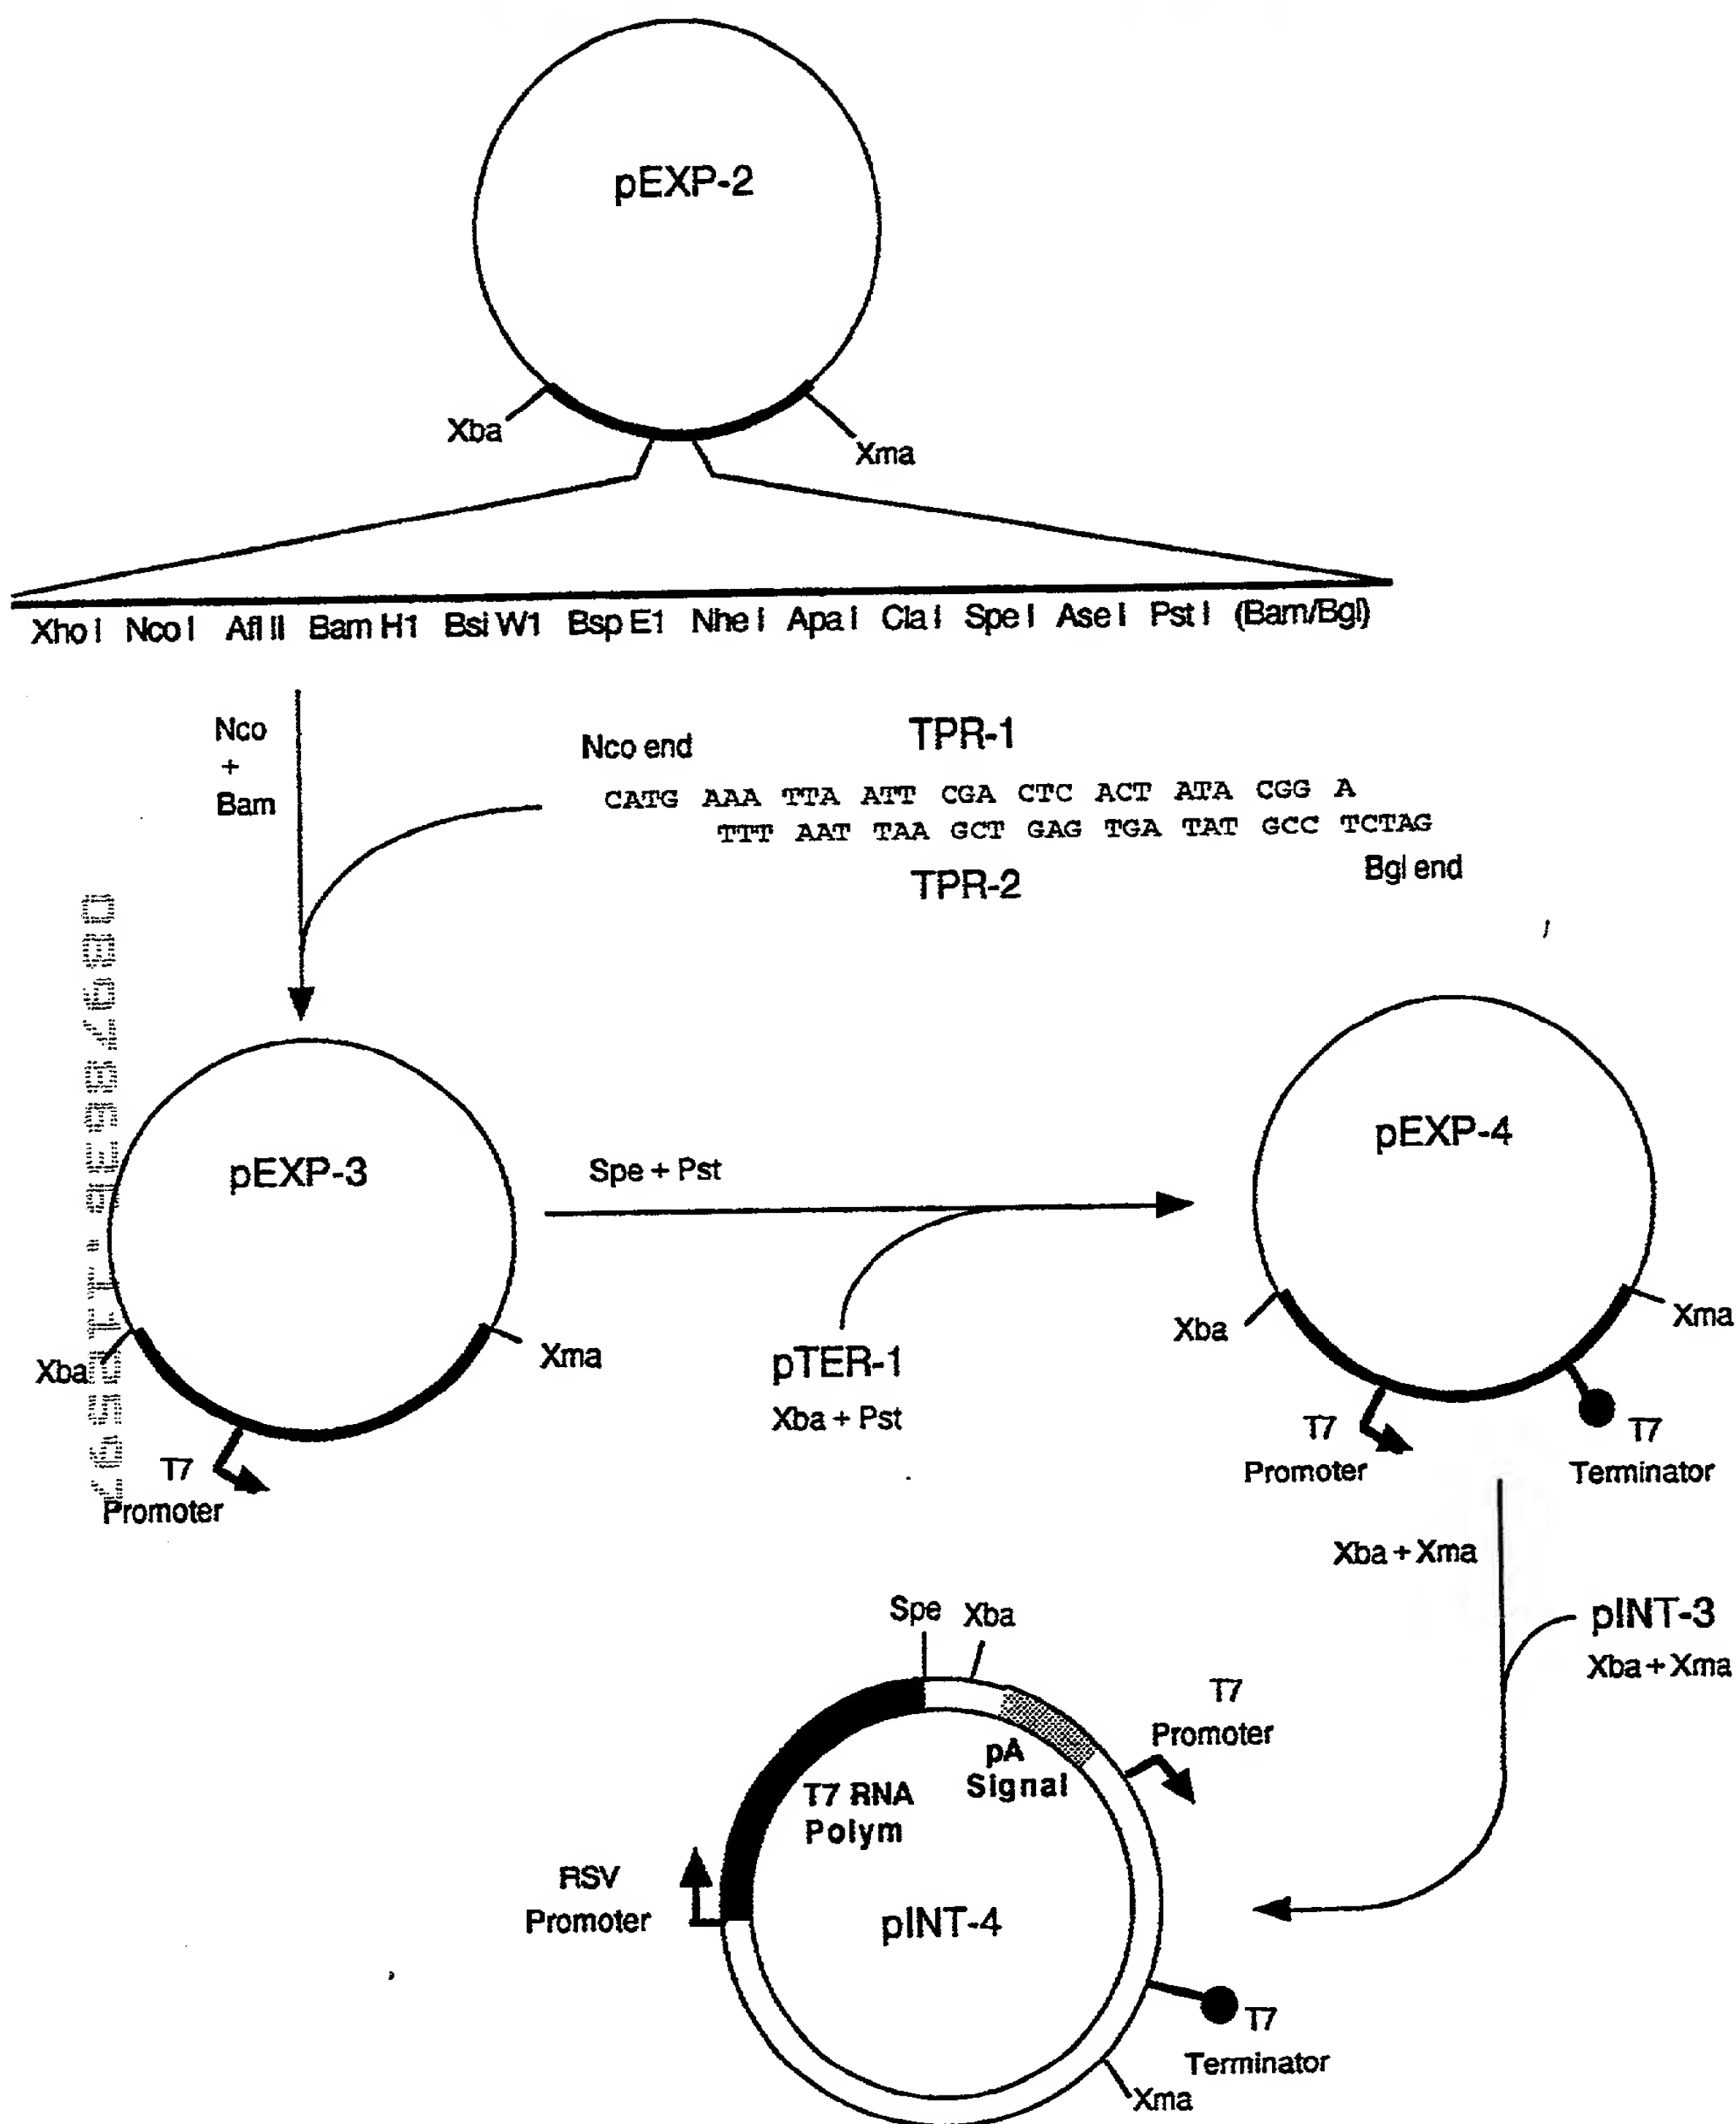 pEXP-2
Xba
Xma
Xho I Nco I Afl II Bam H1 Bsi W1 Bsp E1 Nhe I Apa I Cla I Spe I Ase I Pst I (Bam/Bgl)
Nco
+
Bam
Nco end
TPR-1
CATG AAA TTA ATT CGA CTC ACT ATA CGG A
TTT AAT TAA GCT GAG TGA TAT GCC TCTAG
TPR-2
Bgl end
pEXP-3
Xba
Xma
T7
Promoter
Spe + Pst
pTER-1
Xba + Pst
pEXP-4
Xba
Xma
T7
Promoter
T7
Terminator
Xba + Xma
pINT-3
Xba + Xma
Spe Xba
T7
Promoter
pA
Signal
T7 RNA
Polym
RSV
Promoter
pINT-4
T7
Terminator
Xma